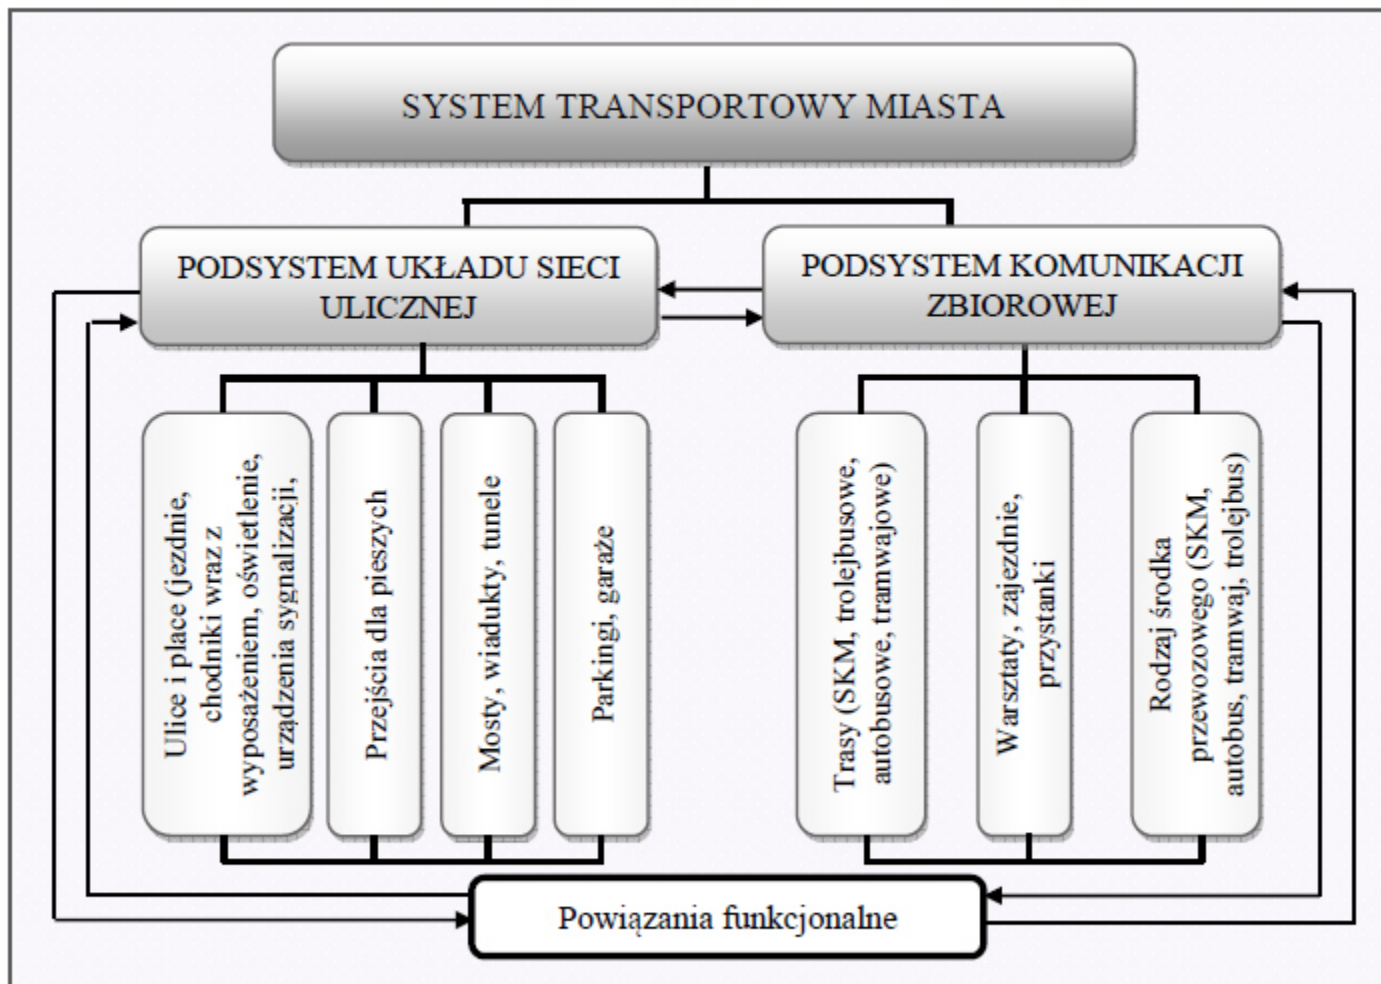 SYSTEM TRANSPORTOWY MIASTA
PODSYSTEM UKŁADU SIECI
ULICZNEJ
PODSYSTEM KOMUNIKACJI
ZBIOROWEJ
Ulice i place (jezdnie,
chodniki wraz z
wyposażeniem, oświetlenie,
urządzenia sygnalizacji,
Przejścia dla pieszych
Mosty, wiadukty, tunele
Parkingi, garaże
Trasy (SKM, trolejbusowe,
autobusowe, tramwajowe)
Warsztaty, zajezdnie,
przystanki
Rodzaj środka
przewozowego (SKM,
autobus, tramwaj, trolejbus)
Powiązania funkcjonalne